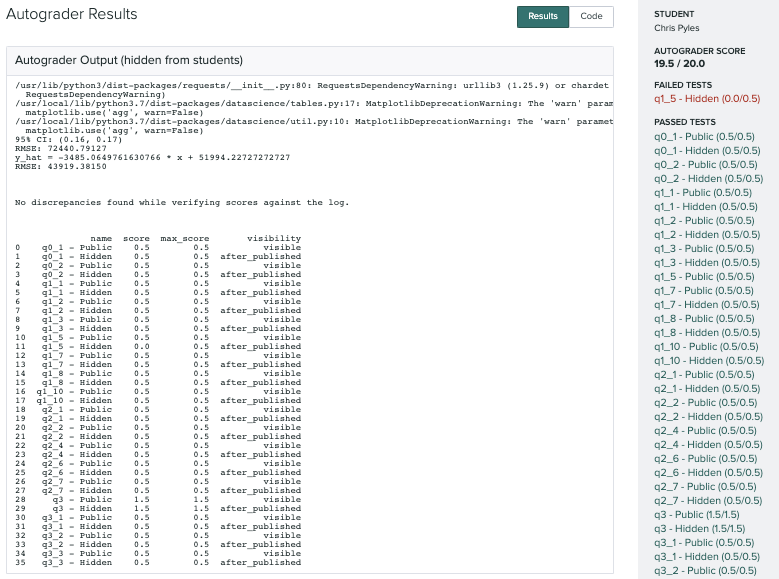 Autograder Results
Results
Code
Autograder Output (hidden from students)
/usr/lib/python3/dist-packages/requests/__init__.py:80: RequestsDependencyWarning: urllib3 (1.25.9) or chardet
  RequestsDependencyWarning)
/usr/local/lib/python3.7/dist-packages/datascience/tables.py:17: MatplotlibDeprecationWarning: The 'warn' param
  matplotlib.use('agg', warn=False)
/usr/local/lib/python3.7/dist-packages/datascience/util.py:10: MatplotlibDeprecationWarning: The 'warn' paramet
  matplotlib.use('agg', warn=False)
95% CI: (0.16, 0.17)
RMSE: 72440.79127
y_hat = -3485.0649761630766 * x + 51994.22727272727
RMSE: 43919.38150
No discrepancies found while verifying scores against the log.
name score max_score visibility
0 q0_1 - Public 0.5 0.5 visible
1 q0_1 - Hidden 0.5 0.5 after_published
2 q0_2 - Public 0.5 0.5 visible
3 q0_2 - Hidden 0.5 0.5 after_published
4 q1_1 - Public 0.5 0.5 visible
5 q1_1 - Hidden 0.5 0.5 after_published
6 q1_2 - Public 0.5 0.5 visible
7 q1_2 - Hidden 0.5 0.5 after_published
8 q1_3 - Public 0.5 0.5 visible
9 q1_3 - Hidden 0.5 0.5 after_published
10 q1_5 - Public 0.5 0.5 visible
11 q1_5 - Hidden 0.0 0.5 after_published
12 q1_7 - Public 0.5 0.5 visible
13 q1_7 - Hidden 0.5 0.5 after_published
14 q1_8 - Public 0.5 0.5 visible
15 q1_8 - Hidden 0.5 0.5 after_published
16 q1_10 - Public 0.5 0.5 visible
17 q1_10 - Hidden 0.5 0.5 after_published
18 q2_1 - Public 0.5 0.5 visible
19 q2_1 - Hidden 0.5 0.5 after_published
20 q2_2 - Public 0.5 0.5 visible
21 q2_2 - Hidden 0.5 0.5 after_published
22 q2_4 - Public 0.5 0.5 visible
23 q2_4 - Hidden 0.5 0.5 after_published
24 q2_6 - Public 0.5 0.5 visible
25 q2_6 - Hidden 0.5 0.5 after_published
26 q2_7 - Public 0.5 0.5 visible
27 q2_7 - Hidden 0.5 0.5 after_published
28 q3 - Public 1.5 1.5 visible
29 q3 - Hidden 1.5 1.5 after_published
30 q3_1 - Public 0.5 0.5 visible
31 q3_1 - Hidden 0.5 0.5 after_published
32 q3_2 - Public 0.5 0.5 visible
33 q3_2 - Hidden 0.5 0.5 after_published
34 q3_3 - Public 0.5 0.5 visible
35 q3_3 - Hidden 0.5 0.5 after_published
STUDENT
Chris Pyles
AUTOGRADER SCORE
19.5 / 20.0
FAILED TESTS
q1_5 - Hidden (0.0/0.5)
PASSED TESTS
q0_1 - Public (0.5/0.5)
q0_1 - Hidden (0.5/0.5)
q0_2 - Public (0.5/0.5)
q0_2 - Hidden (0.5/0.5)
q1_1 - Public (0.5/0.5)
q1_1 - Hidden (0.5/0.5)
q1_2 - Public (0.5/0.5)
q1_2 - Hidden (0.5/0.5)
q1_3 - Public (0.5/0.5)
q1_3 - Hidden (0.5/0.5)
q1_5 - Public (0.5/0.5)
q1_7 - Public (0.5/0.5)
q1_7 - Hidden (0.5/0.5)
q1_8 - Public (0.5/0.5)
q1_8 - Hidden (0.5/0.5)
q1_10 - Public (0.5/0.5)
q1_10 - Hidden (0.5/0.5)
q2_1 - Public (0.5/0.5)
q2_1 - Hidden (0.5/0.5)
q2_2 - Public (0.5/0.5)
q2_2 - Hidden (0.5/0.5)
q2_4 - Public (0.5/0.5)
q2_4 - Hidden (0.5/0.5)
q2_6 - Public (0.5/0.5)
q2_6 - Hidden (0.5/0.5)
q2_7 - Public (0.5/0.5)
q2_7 - Hidden (0.5/0.5)
q3 - Public (1.5/1.5)
q3 - Hidden (1.5/1.5)
q3_1 - Public (0.5/0.5)
q3_1 - Hidden (0.5/0.5)
q3_2 - Public (0.5/0.5)